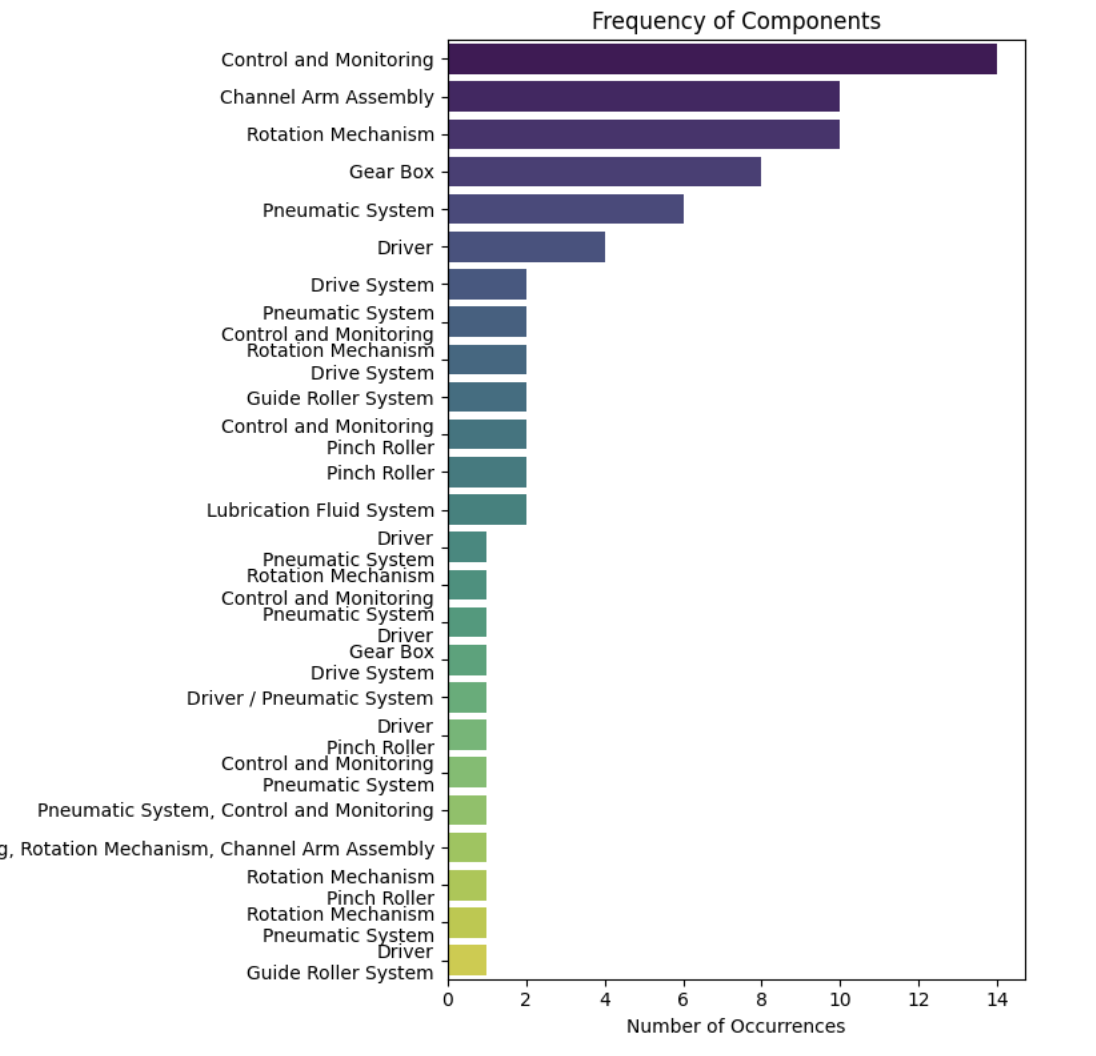 Frequency of Components
Control and Monitoring
Channel Arm Assembly
Rotation Mechanism
Gear Box
Pneumatic System
Driver
Drive System
Pneumatic System
Control and Monitoring
Rotation Mechanism
Drive System
Guide Roller System
Control and Monitoring
Pinch Roller
Pinch Roller
Lubrication Fluid System
Driver
Pneumatic System
Rotation Mechanism
Control and Monitoring
Pneumatic System
Driver
Gear Box
Drive System
Driver / Pneumatic System
Driver
Pinch Roller
Control and Monitoring
Pneumatic System
Pneumatic System, Control and Monitoring
g, Rotation Mechanism, Channel Arm Assembly
Rotation Mechanism
Pinch Roller
Rotation Mechanism
Pneumatic System
Driver
Guide Roller System
0 2 4 6 8 10 12 14
Number of Occurrences